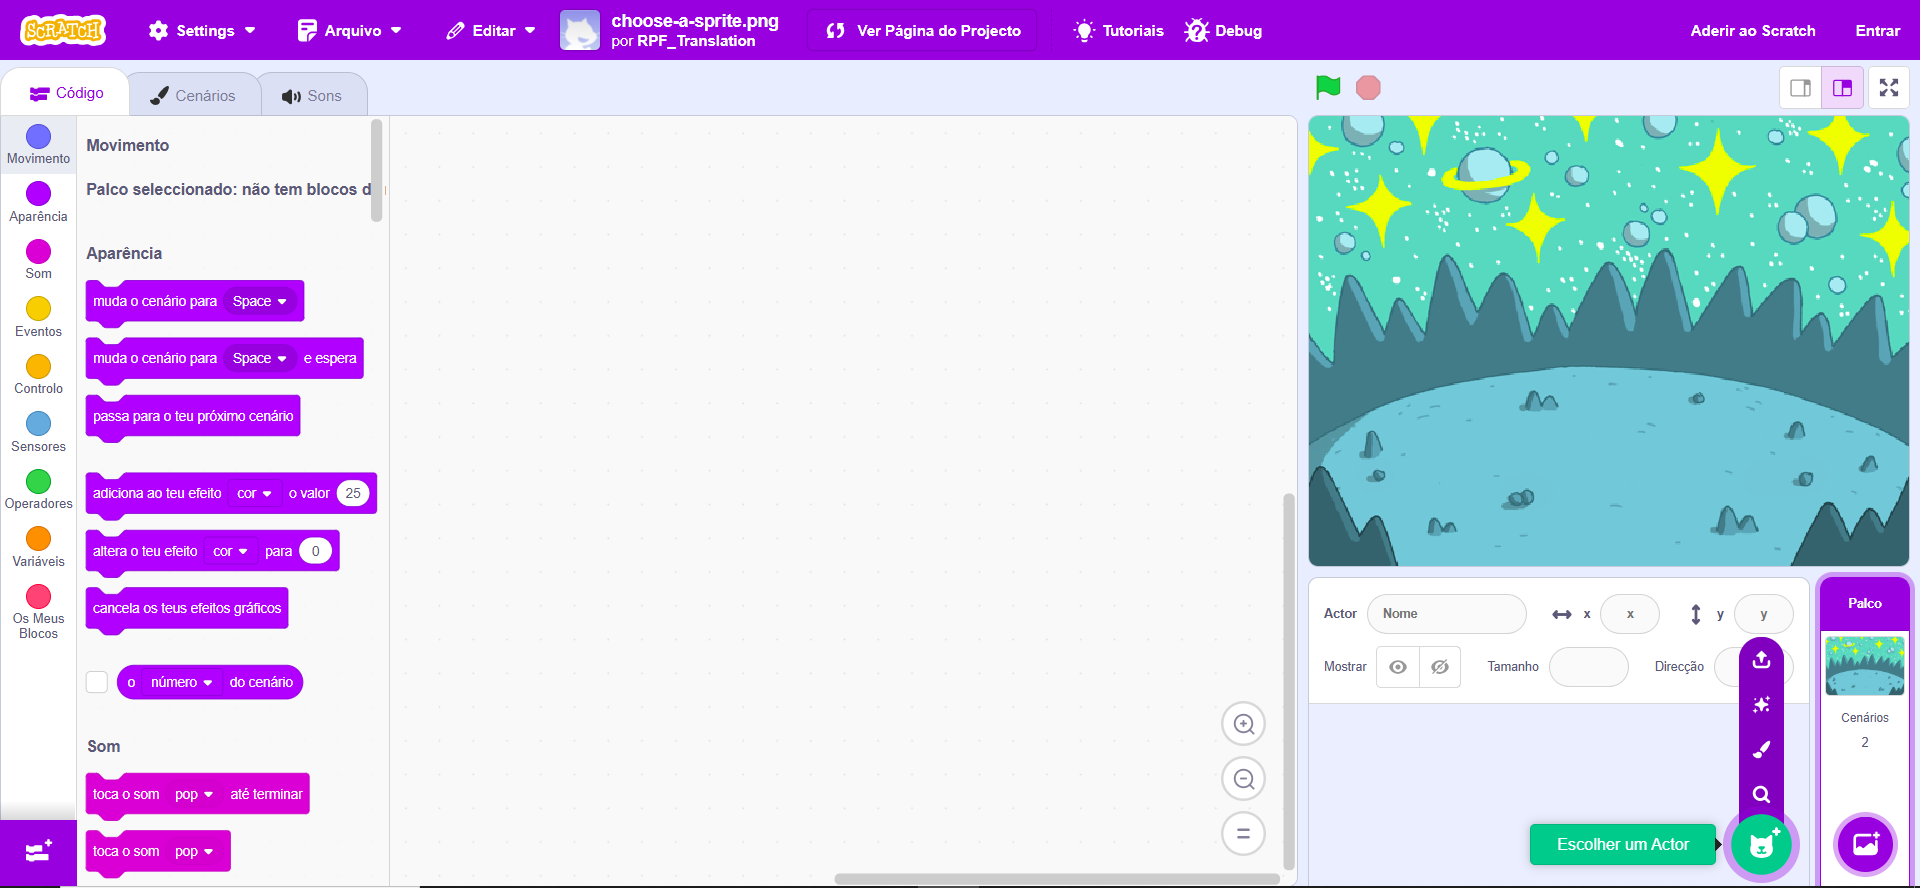 SCRATCH
Settings
Arquivo
Editar
choose-a-sprite.png
por RPF_Translation
Ver Página do Projecto
Tutoriais
Debug
Aderir ao Scratch
Entrar
Código
Cenários
Sons
Movimento
Aparência
Som
Eventos
Controlo
Sensores
Operadores
Variáveis
Os Meus
Blocos
Movimento
Palco seleccionado: não tem blocos d
Aparência
muda o cenário para Space
muda o cenário para Space e espera
passa para o teu próximo cenário
adiciona ao teu efeito cor o valor 25
altera o teu efeito cor para 0
cancela os teus efeitos gráficos
o número do cenário
Som
toca o som pop até terminar
toca o som pop
Actor Nome x x y y
Mostrar Tamanho Direcção
Escolher um Actor
Palco
Cenários
2